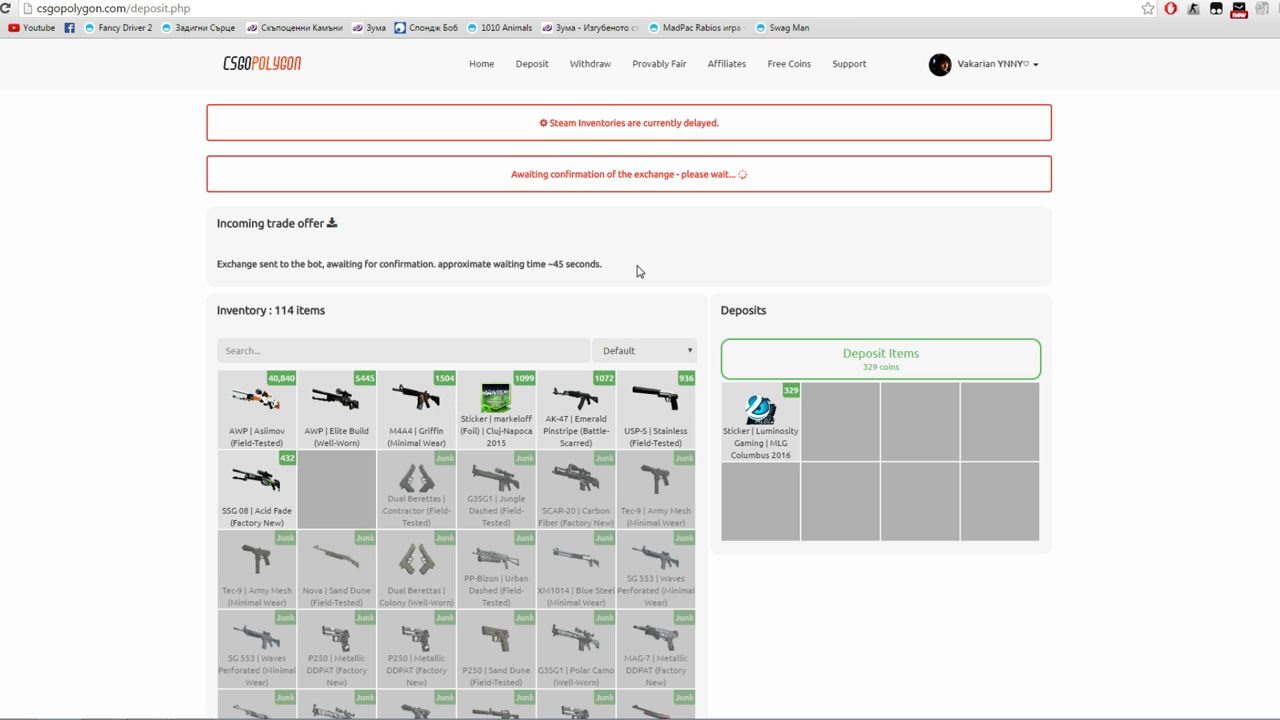 csgopolygon.com/deposit.php
Youtube
Fancy Driver 2
Задигни Сърце
Скъпоценни Камъни
Зума
Спондж Боб
1010 Animals
Зума - Изгубеното с
MadPac Rabios игра
Swag Man
new
CSGOPOLYGON
Home
Deposit
Withdraw
Provably Fair
Affiliates
Free Coins
Support
Vakarian YNNY♡
Steam Inventories are currently delayed.
Awaiting confirmation of the exchange - please wait...
Incoming trade offer
Exchange sent to the bot, awaiting for confirmation. approximate waiting time ~45 seconds.
Inventory : 114 items
Search...
Default
40,840
AWP | Asiimov
(Field-Tested)
5445
AWP | Elite Build
(Well-Worn)
1504
M4A4 | Griffin
(Minimal Wear)
1099
Sticker | markeloff
(Foil) | Cluj-Napoca
2015
1072
AK-47 | Emerald
Pinstripe (Battle-
Scarred)
936
USP-S | Stainless
(Field-Tested)
432
SSG 08 | Acid Fade
(Factory New)
Junk
Dual Berettas |
Contractor (Field-
Tested)
Junk
G3SG1 | Jungle
Dashed (Field-
Tested)
Junk
SCAR-20 | Carbon
Fiber (Factory New)
Junk
Tec-9 | Army Mesh
(Minimal Wear)
Junk
Tec-9 | Army Mesh
(Minimal Wear)
Junk
Nova | Sand Dune
(Field-Tested)
Junk
Dual Berettas |
Colony (Well-Worn)
Junk
PP-Bizon | Urban
Dashed (Field-
Tested)
Junk
XM1014 | Blue Steel
(Minimal Wear)
Junk
SG 553 | Waves
Perforated (Minimal
Wear)
Junk
SG 553 | Waves
Perforated (Minimal
Wear)
Junk
P250 | Metallic
DDPAT (Factory
New)
Junk
P250 | Metallic
DDPAT (Factory
New)
Junk
P250 | Sand Dune
(Field-Tested)
Junk
G3SG1 | Polar Camo
(Well-Worn)
Junk
MAG-7 | Metallic
DDPAT (Factory
New)
Junk
Junk
Junk
Junk
Junk
Junk
Deposits
Deposit Items
329 coins
329
Sticker | Luminosity
Gaming | MLG
Columbus 2016